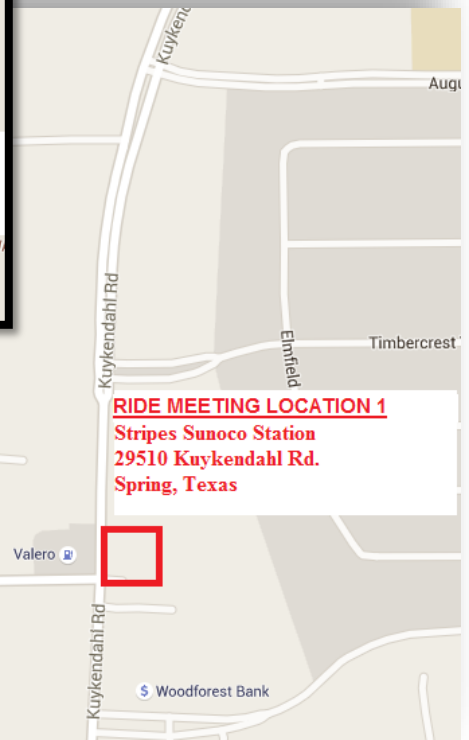 Kuykend
Augu
Kuykendahl Rd
Elmfield
Timbercrest
RIDE MEETING LOCATION 1
Stripes Sunoco Station
29510 Kuykendahl Rd.
Spring, Texas
Valero
Kuykendahl Rd
$ Woodforest Bank